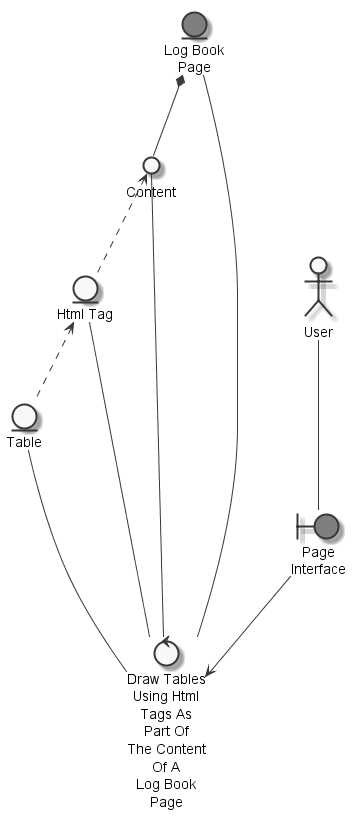 Log Book
Page
Content
Html Tag
User
Table
Page
Interface
Draw Tables
Using Html
Tags As
Part Of
The Content
Of A
Log Book
Page